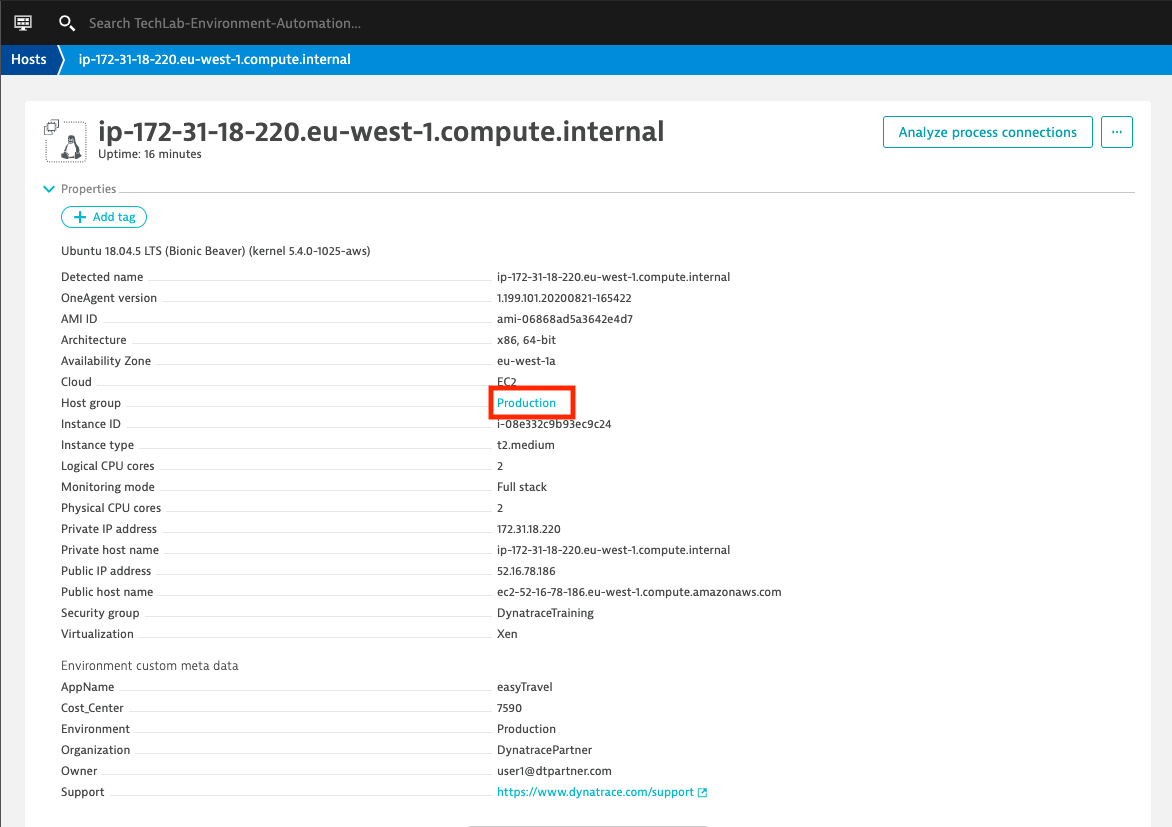 Search TechLab-Environment-Automation...
Hosts ip-172-31-18-220.eu-west-1.compute.internal
ip-172-31-18-220.eu-west-1.compute.internal
Uptime: 16 minutes
Analyze process connections ...
Properties
+ Add tag
Ubuntu 18.04.5 LTS (Bionic Beaver) (kernel 5.4.0-1025-aws)
Detected name ip-172-31-18-220.eu-west-1.compute.internal
OneAgent version 1.199.101.20200821-165422
AMI ID ami-06868ad5a3642e4d7
Architecture x86, 64-bit
Availability Zone eu-west-1a
Cloud EC2
Host group Production
Instance ID i-08e332c9b93ec9c24
Instance type t2.medium
Logical CPU cores 2
Monitoring mode Full stack
Physical CPU cores 2
Private IP address 172.31.18.220
Private host name ip-172-31-18-220.eu-west-1.compute.internal
Public IP address 52.16.78.186
Public host name ec2-52-16-78-186.eu-west-1.compute.amazonaws.com
Security group DynatraceTraining
Virtualization Xen
Environment custom meta data
AppName easyTravel
Cost_Center 7590
Environment Production
Organization DynatracePartner
Owner user1@dtpartner.com
Support https://www.dynatrace.com/support